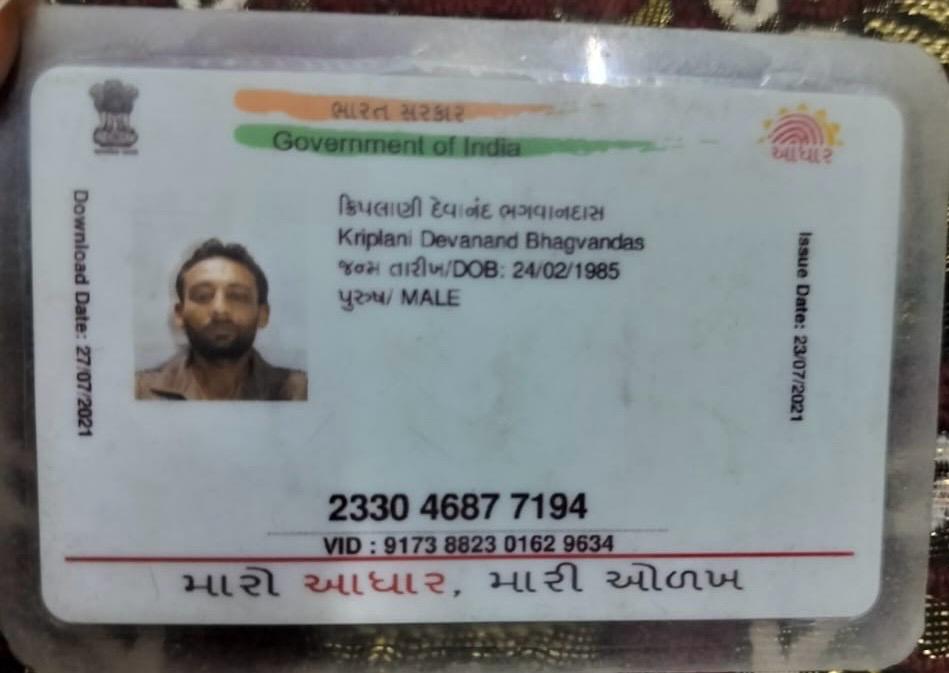 ભારત સરકાર
Government of India
આધાર
Download Date: 27/07/2021
ક્રિપલાણી દેવાનંદ ભગવાનદાસ
Kriplani Devanand Bhagvandas
જન્મ તારીખ/DOB: 24/02/1985
પુરુષ/ MALE
Issue Date: 23/07/2021
2330 4687 7194
VID : 9173 8823 0162 9634
મારો આધાર, મારી ઓળખ